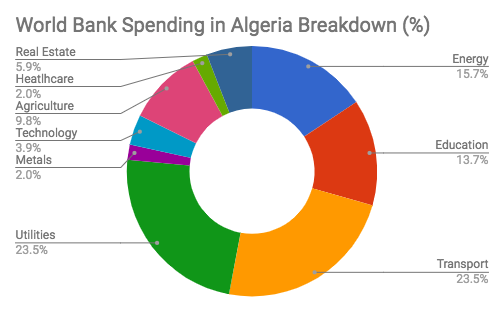 World Bank Spending in Algeria Breakdown (%)
Real Estate
5.9%
Heatlhcare
2.0%
Agriculture
9.8%
Technology
3.9%
Metals
2.0%
Utilities
23.5%
Energy
15.7%
Education
13.7%
Transport
23.5%